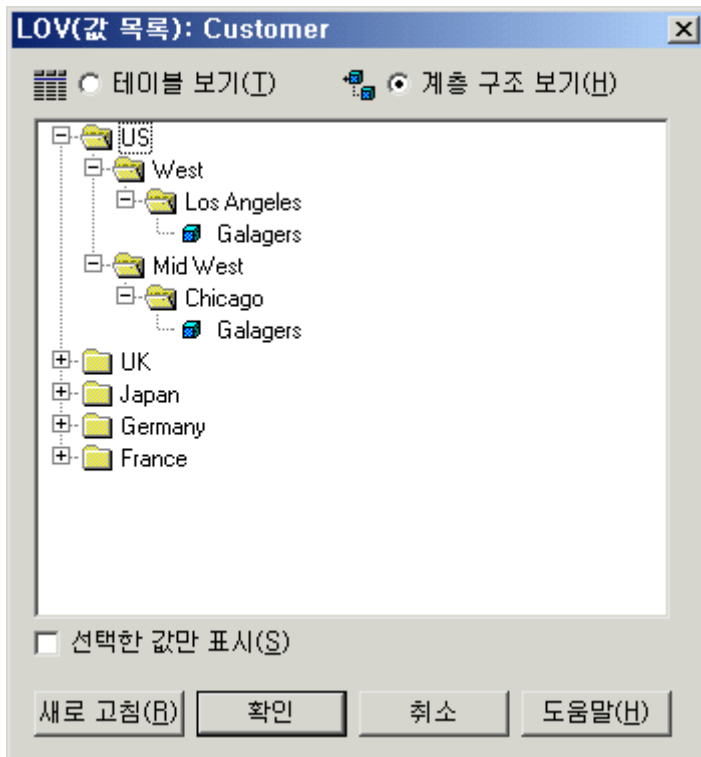 LOV(값 목록): Customer
테이블 보기(T) 계층 구조 보기(H)
US
West
Los Angeles
Galagers
Mid West
Chicago
Galagers
UK
Japan
Germany
France
선택한 값만 표시(S)
새로 고침(R) 확인 취소 도움말(H)